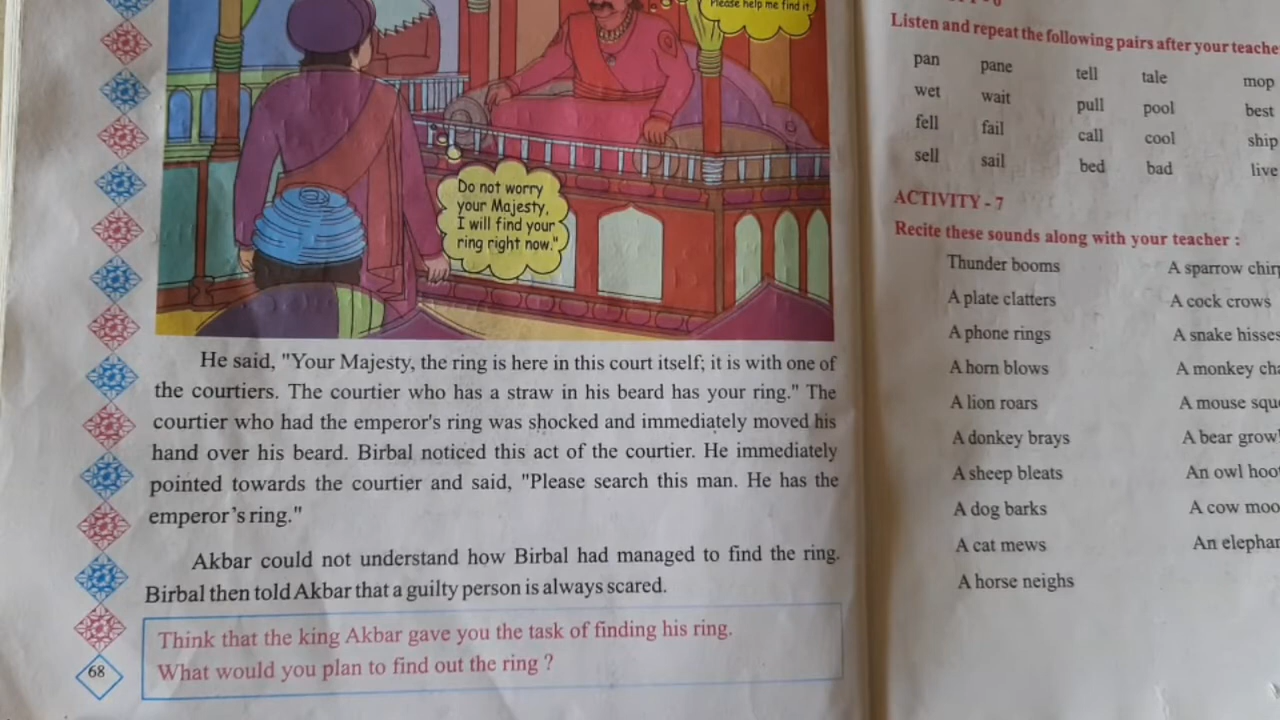 Please help me find it.
Do not worry
your Majesty,
I will find your
ring right now."
He said, "Your Majesty, the ring is here in this court itself; it is with one of
the courtiers. The courtier who has a straw in his beard has your ring." The
courtier who had the emperor's ring was shocked and immediately moved his
hand over his beard. Birbal noticed this act of the courtier. He immediately
pointed towards the courtier and said, "Please search this man. He has the
emperor's ring."
Akbar could not understand how Birbal had managed to find the ring.
Birbal then told Akbar that a guilty person is always scared.
Think that the king Akbar gave you the task of finding his ring.
What would you plan to find out the ring ?
68
Listen and repeat the following pairs after your
pan pane tell tale mop
wet wait pull pool best
fell fail call cool ship
sell sail bed bad live
ACTIVITY - 7
Recite these sounds along with your teacher :
Thunder booms A sparrow
A plate clatters A cock crows
A phone rings A snake hisses
A horn blows A monkey
A lion roars A mouse
A donkey brays A bear
A sheep bleats An owl
A dog barks A cow
A cat mews An
A horse neighs